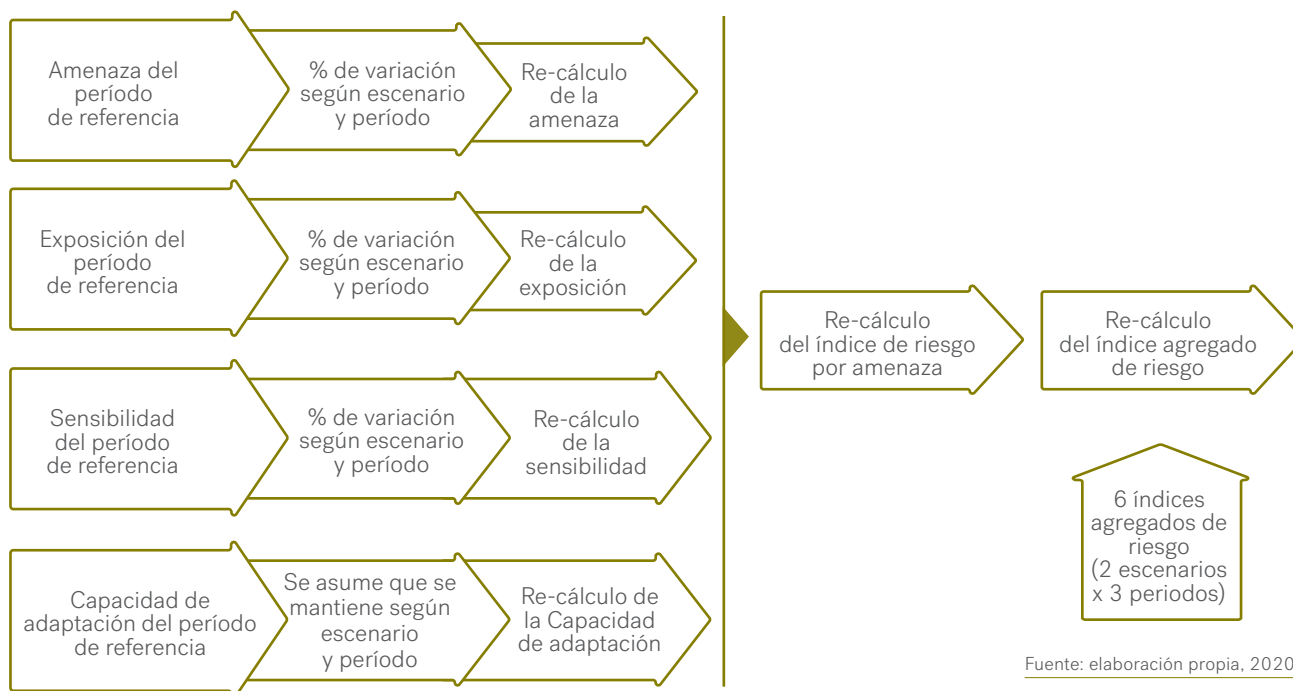 Amenaza del
período
de referencia
% de variación
según escenario
y período
Re-cálculo
de la
amenaza
Exposición del
período
de referencia
% de variación
según escenario
y período
Re-cálculo
de la
exposición
Sensibilidad
del período
de referencia
% de variación
según escenario
y período
Re-cálculo
de la
sensibilidad
Capacidad de
adaptación del período
de referencia
Se asume que se
mantiene según
escenario
y período
Re-cálculo de
la Capacidad
de adaptación
Re-cálculo
del índice de riesgo
por amenaza
Re-cálculo
del índice agregado
de riesgo
6 índices
agregados de
riesgo
(2 escenarios
x 3 periodos)
Fuente: elaboración propia, 2020